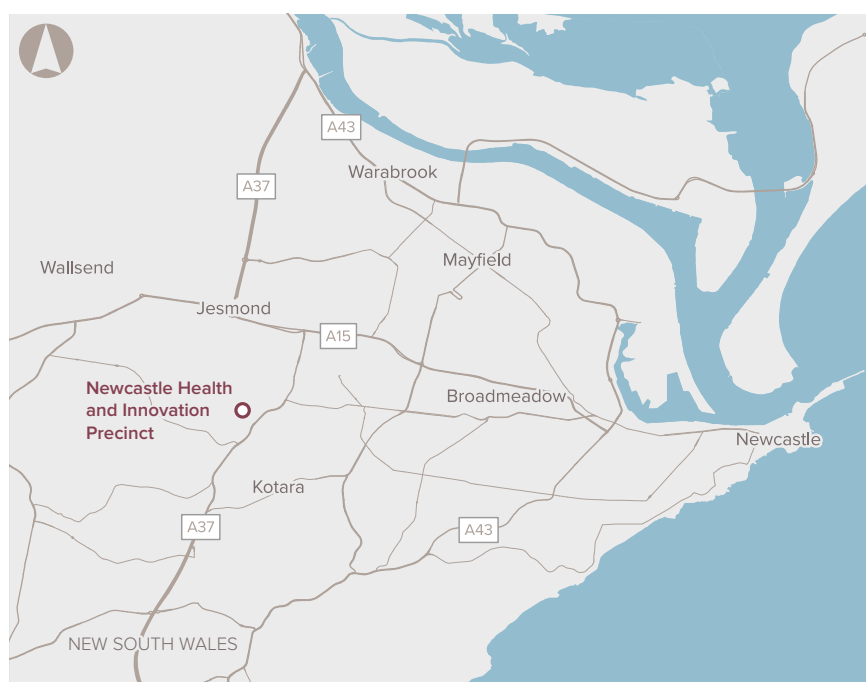 A43
Warabrook
A37
Wallsend
Mayfield
Jesmond
A15
Newcastle Health
and Innovation
Precinct
Broadmeadow
Newcastle
Kotara
A37
A43
NEW SOUTH WALES